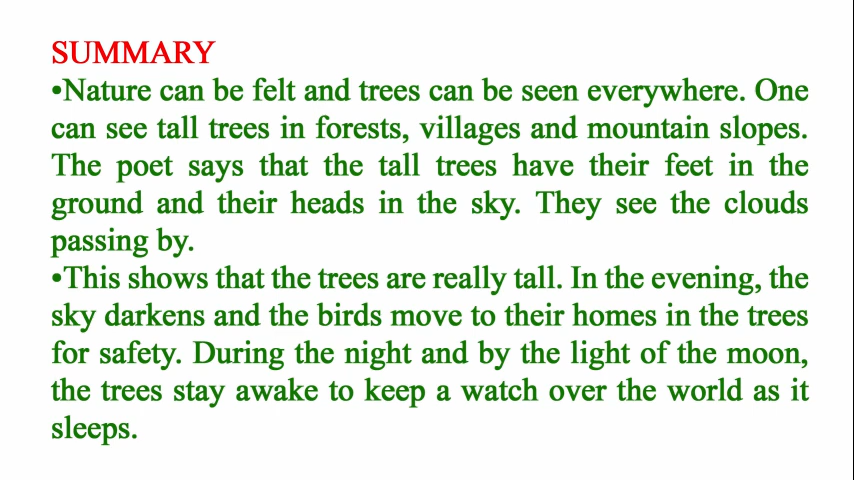 SUMMARY
•Nature can be felt and trees can be seen everywhere. One
can see tall trees in forests, villages and mountain slopes.
The poet says that the tall trees have their feet in the
ground and their heads in the sky. They see the clouds
passing by.
•This shows that the trees are really tall. In the evening, the
sky darkens and the birds move to their homes in the trees
for safety. During the night and by the light of the moon,
the trees stay awake to keep a watch over the world as it
sleeps.